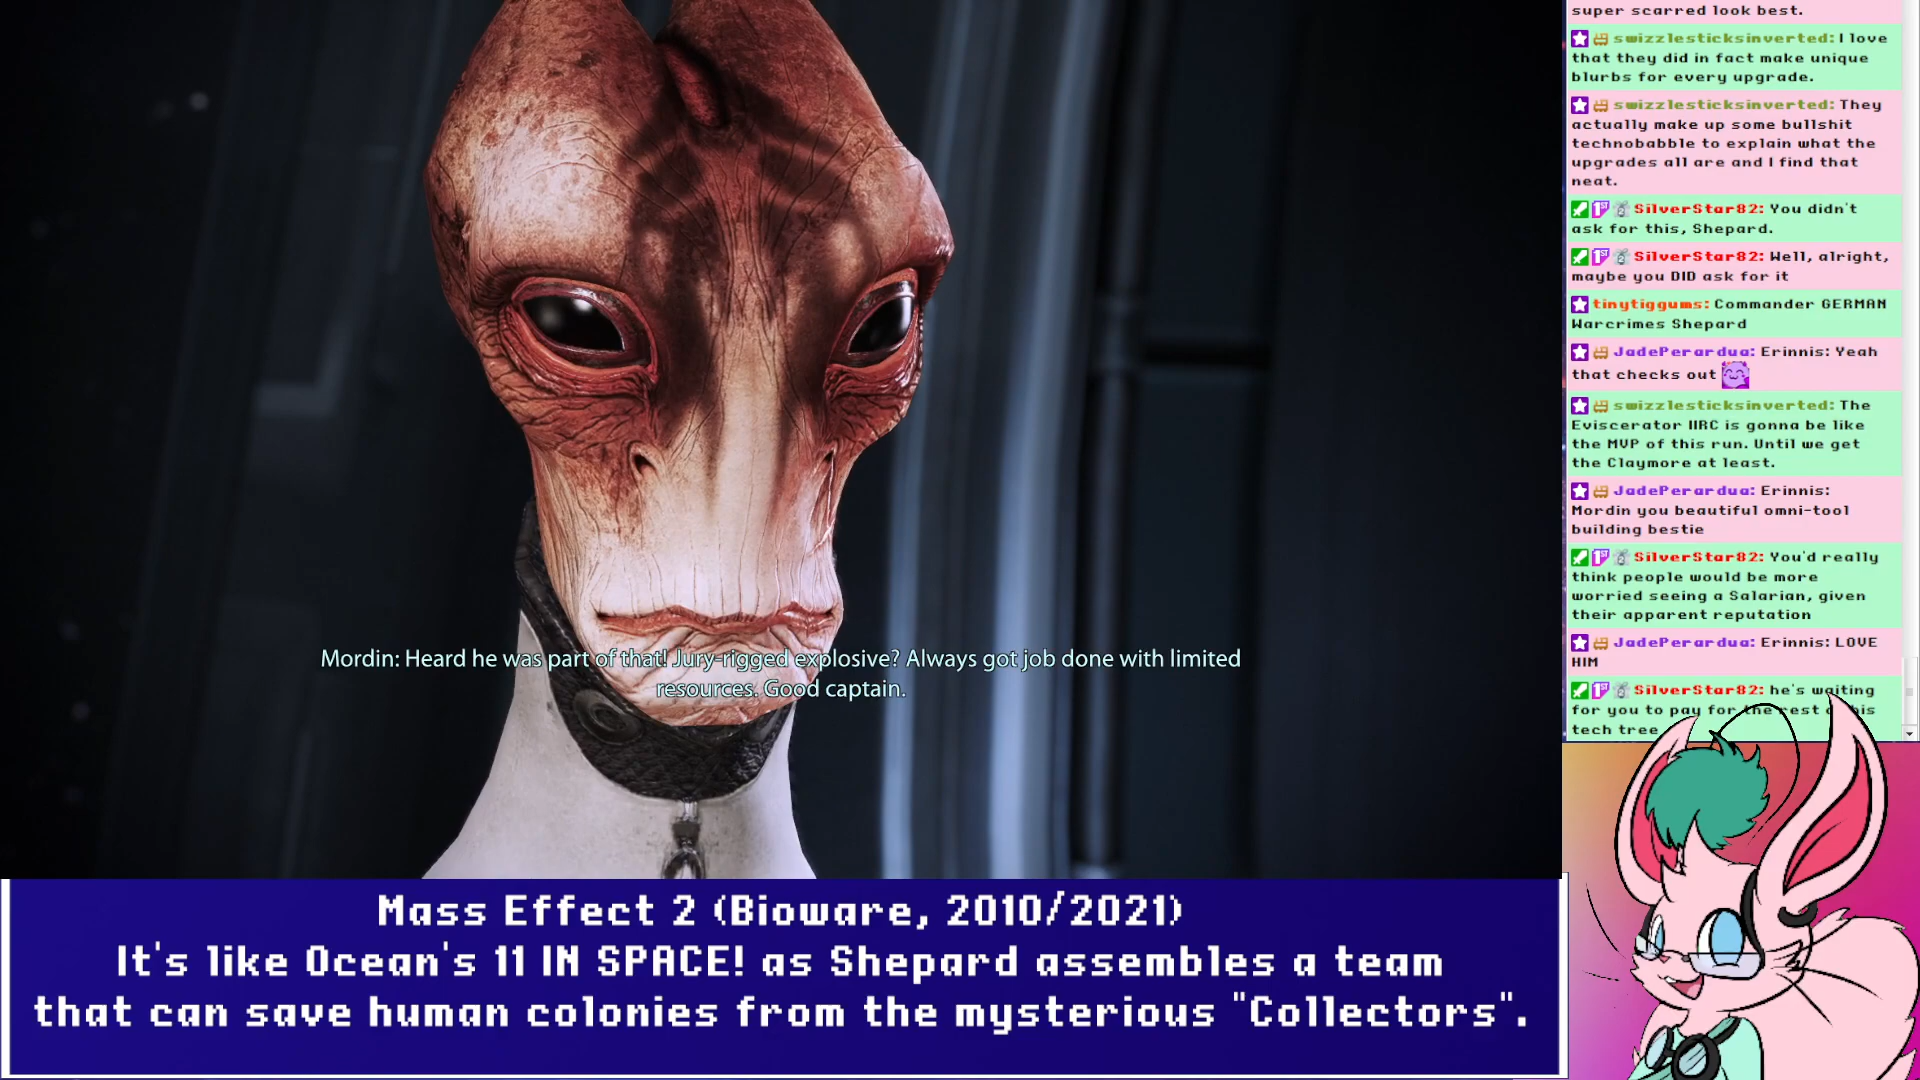 Mordin: Heard he was part of that! Jury-rigged explosive? Always got job done with limited
resources. Good captain.
Mass Effect 2 (Bioware, 2010/2021)
It's like Ocean's 11 IN SPACE! as Shepard assembles a team
that can save human colonies from the mysterious "Collectors".
super scarred look best.
swizzlesticksinverted: I love
that they did in fact make unique
blurbs for every upgrade.
swizzlesticksinverted: They
actually make up some bullshit
technobabble to explain what the
upgrades all are and I find that
neat.
SilverStar82: You didn't
ask for this, Shepard.
SilverStar82: Well, alright,
maybe you DID ask for it
tinytiggums: Commander GERMAN
Warcrimes Shepard
JadePerardua: Erinnis: Yeah
that checks out
swizzlesticksinverted: The
Eviscerator IIRC is gonna be like
the MVP of this run. Until we get
the Claymore at least.
JadePerardua: Erinnis:
Mordin you beautiful omni-tool
building bestie
SilverStar82: You'd really
think people would be more
worried seeing a Salarian, given
their apparent reputation
JadePerardua: Erinnis: LOVE
HIM
SilverStar82: he's waiting
for you to pay for the rest of his
tech tree